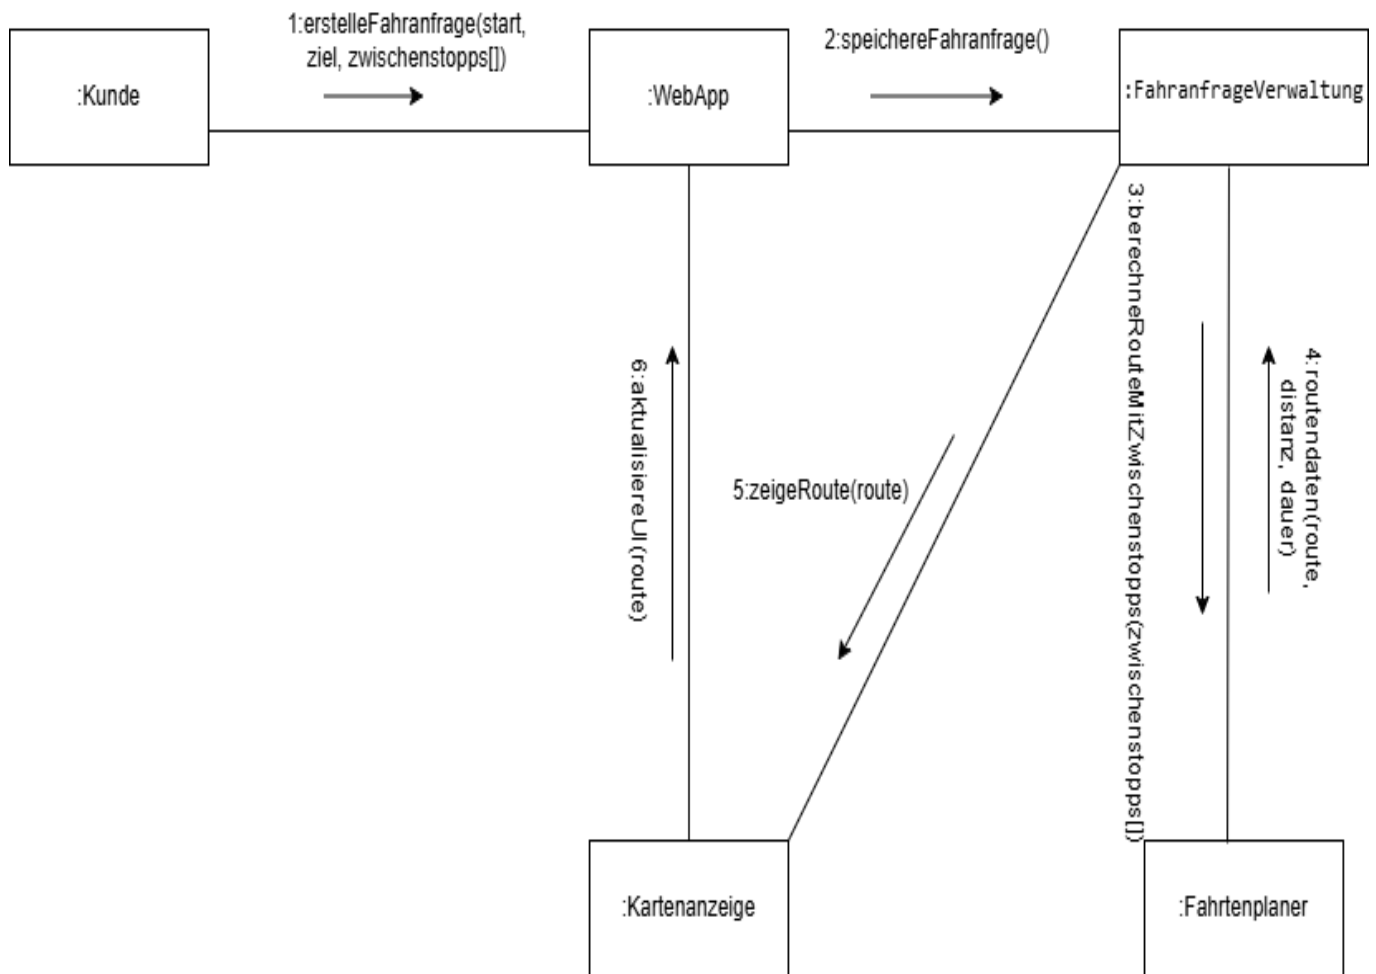 1:erstelleFahranfrage(start,
ziel, zwischenstopps[])
2:speichereFahranfrage()
:Kunde
:WebApp
:FahranfrageVerwaltung
3:berechneRouteMitZwischenstopps(zwischenstopps[])
4:routendaten(route,
distanz, dauer)
6:aktualisiereUI(route)
5:zeigeRoute(route)
:Kartenanzeige
:Fahrtenplaner